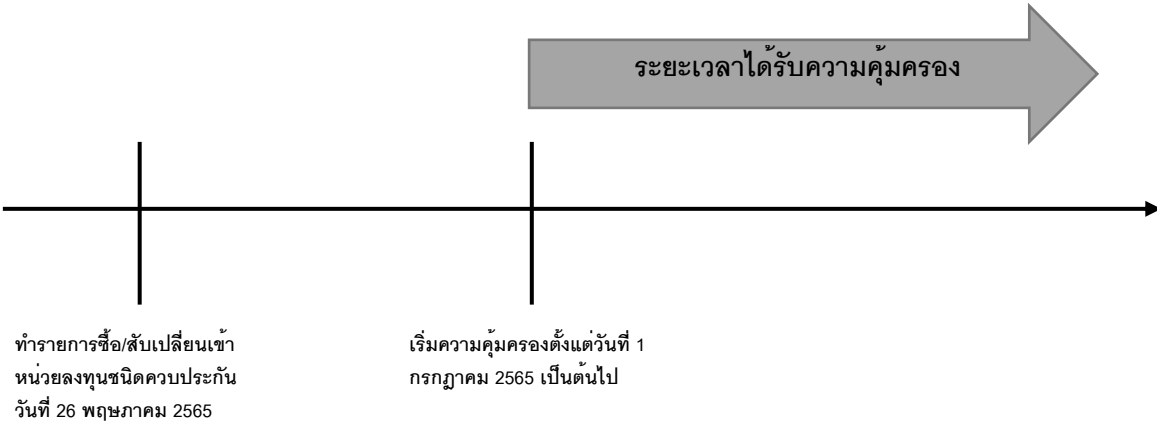 ระยะเวลาได้รับความคุ้มครอง
ทำรายการซื้อ/สับเปลี่ยนเข้า
หน่วยลงทุนชนิดควบประกัน
วันที่ 26 พฤษภาคม 2565
เริ่มความคุ้มครองตั้งแต่วันที่ 1
กรกฎาคม 2565 เป็นต้นไป